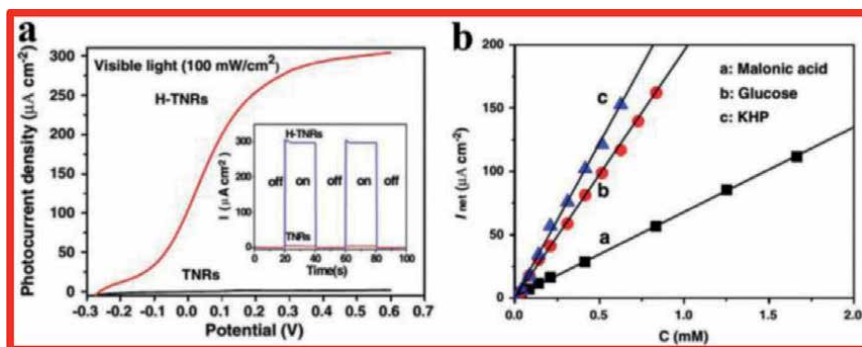 a
Photocurrent density (μA cm⁻²)
300
250
200
150
100
50
0
Visible light (100 mW/cm²)
H-TNRs
TNRs
-0.3 -0.2 -0.1 0.0 0.1 0.2 0.3 0.4 0.5 0.6 0.7
Potential (V)
I (μA cm²)
300
200
100
0
H-TNRs
off on off on off
TNRs
0 20 40 60 80 100
Time(s)
b
I net (μA cm⁻²)
200
150
100
50
0
a: Malonic acid
b: Glucose
c: KHP
c
b
a
0.0 0.5 1.0 1.5 2.0
C (mM)